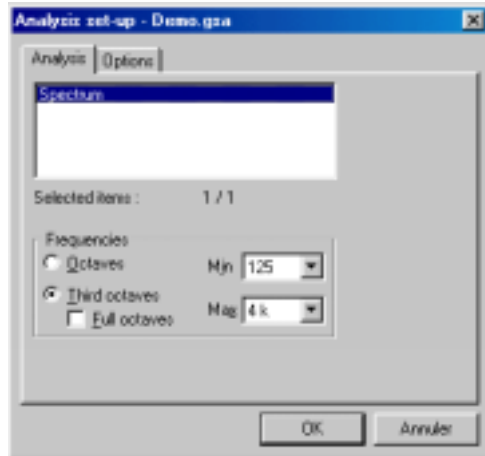 Analysis set-up - Demo.gsa
Analysis
Options
Spectrum
Selected items :
1 / 1
Frequencies
Octaves
Min
125
Third octaves
Full octaves
Mag
4 k
OK
Annuler